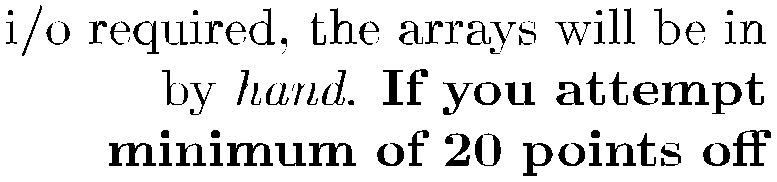 i/o required, the arrays will be in
by hand. If you attempt
minimum of 20 points off